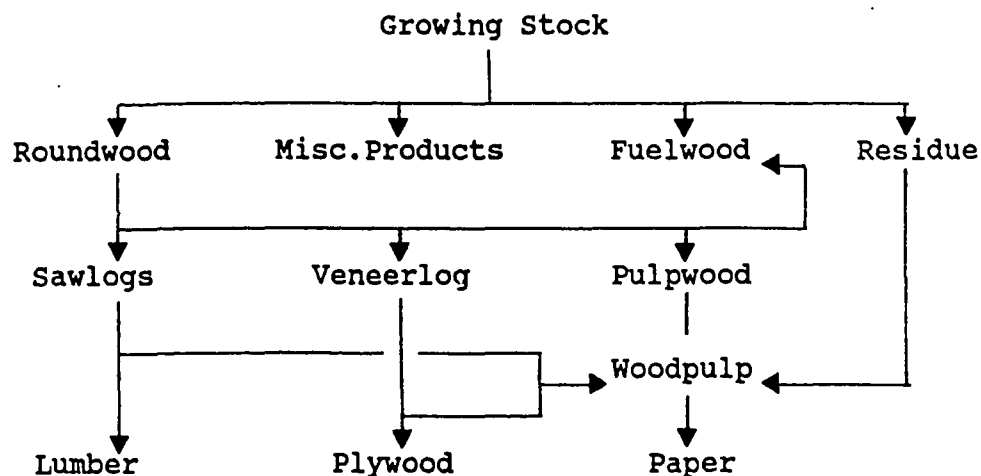 Growing Stock
Roundwood Misc.Products Fuelwood Residue
Sawlogs Veneerlog Pulpwood
Woodpulp
Lumber Plywood Paper